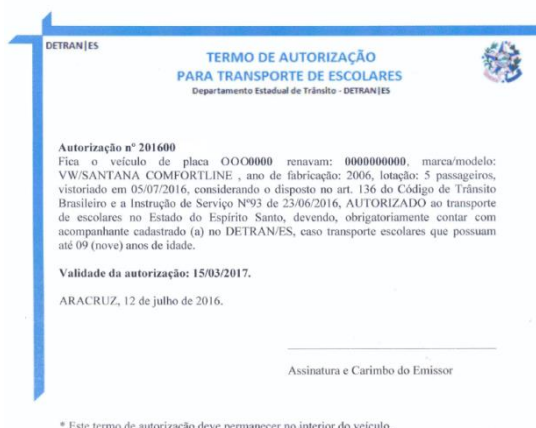 DETRAN|ES
TERMO DE AUTORIZAÇÃO
PARA TRANSPORTE DE ESCOLARES
Departamento Estadual de Trânsito - DETRAN|ES
Autorização nº 201600
Fica o veículo de placa OOO0000 renavam: 0000000000, marca/modelo:
VW/SANTANA COMFORTLINE , ano de fabricação: 2006, lotação: 5 passageiros,
vistoriado em 05/07/2016, considerando o disposto no art. 136 do Código de Trânsito
Brasileiro e a Instrução de Serviço Nº93 de 23/06/2016, AUTORIZADO ao transporte
de escolares no Estado do Espírito Santo, devendo, obrigatoriamente contar com
acompanhante cadastrado (a) no DETRAN/ES, caso transporte escolares que possuam
até 09 (nove) anos de idade.
Validade da autorização: 15/03/2017.
ARACRUZ, 12 de julho de 2016.
Assinatura e Carimbo do Emissor
* Este termo de autorização deve permanecer no interior do veículo